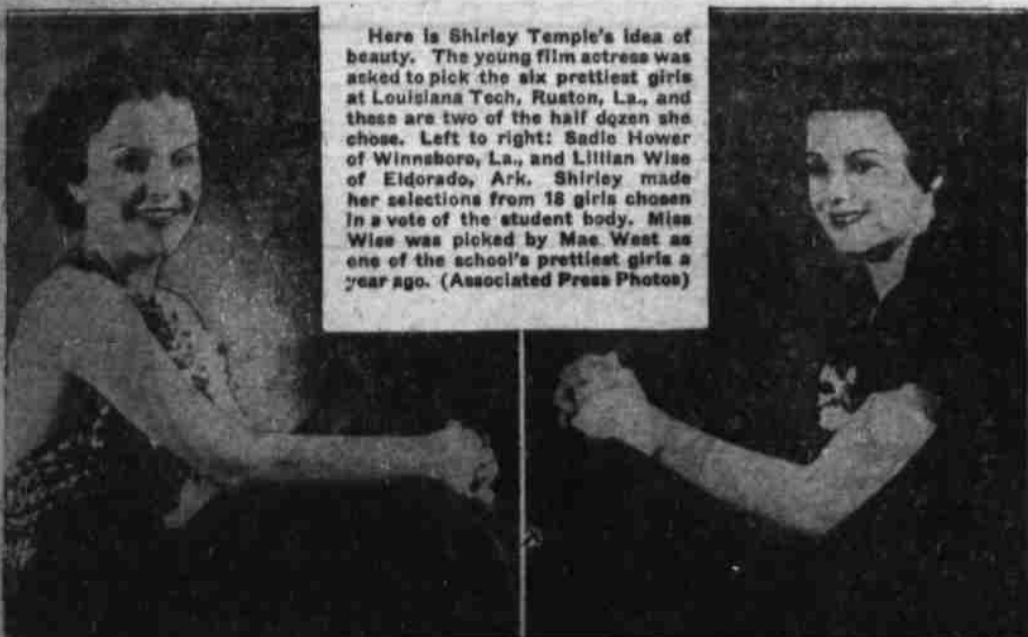 Here is Shirley Temple's idea of
beauty. The young film actress was
asked to pick the six prettiest girls
at Louisiana Tech, Ruston, La., and
these are two of the half dozen she
chose. Left to right: Sadie Hower
of Winnsboro, La., and Lillian Wise
of Eldorado, Ark. Shirley made
her selections from 18 girls chosen
in a vote of the student body. Miss
Wise was picked by Mae West as
one of the school's prettiest girls a
year ago. (Associated Press Photos)